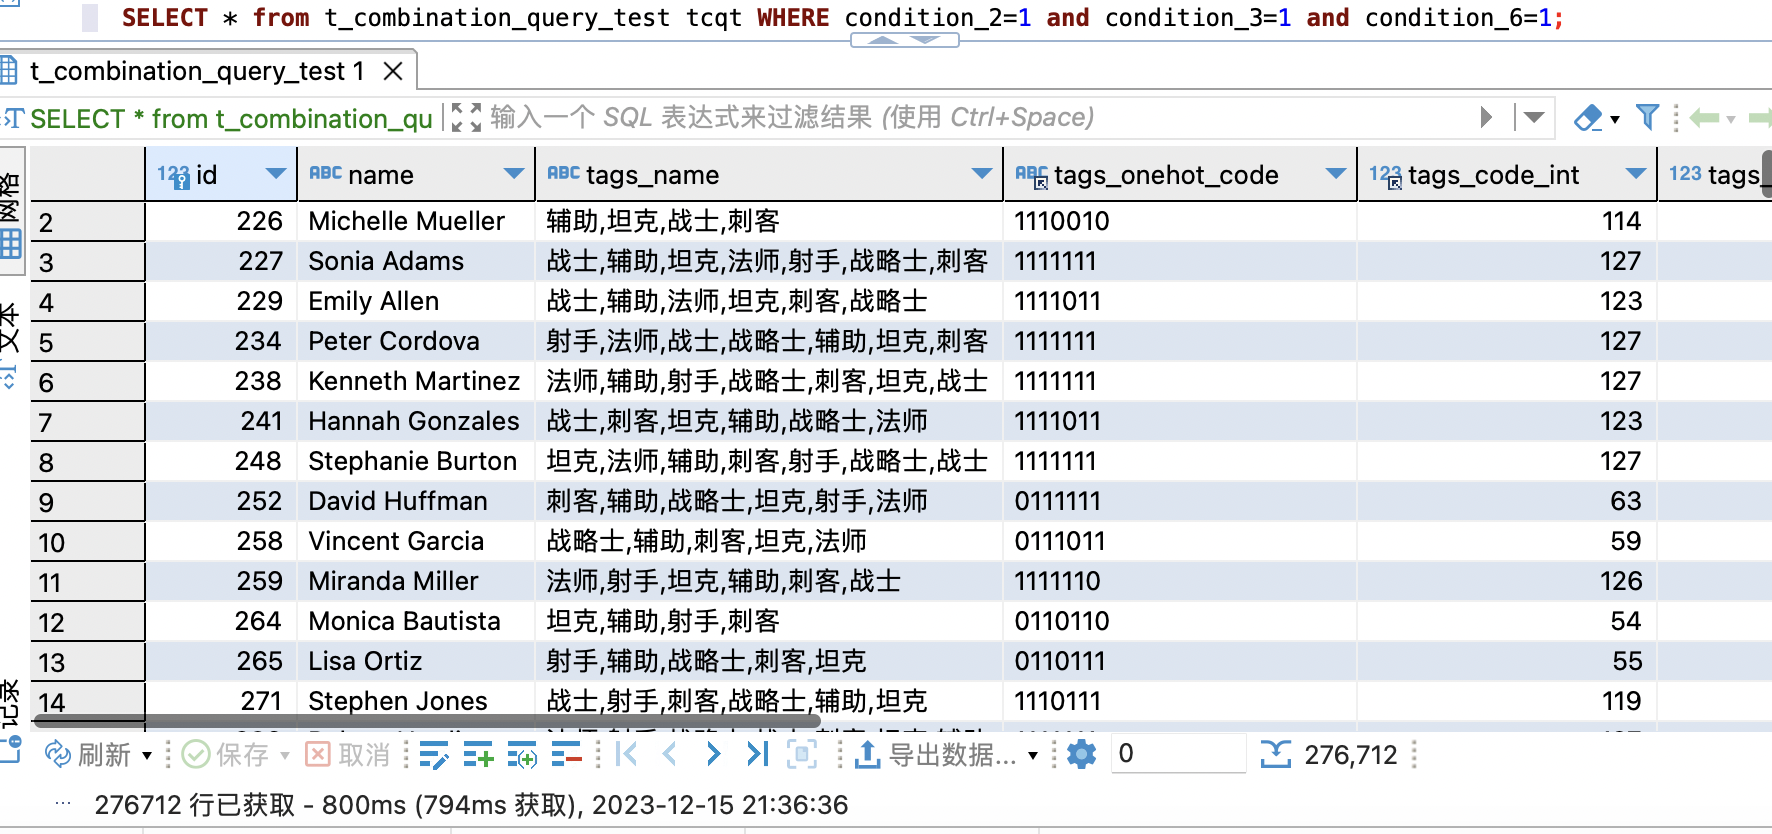 SELECT * from t_combination_query_test tcqt WHERE condition_2=1 and condition_3=1 and condition_6=1;
t_combination_query_test 1
SELECT * from t_combination_qu 输入一个 SQL 表达式来过滤结果 (使用 Ctrl+Space)
网格
文本
记录
123 id ABC name ABC tags_name ABC tags_onehot_code 123 tags_code_int 123 tags_
2 226 Michelle Mueller 辅助,坦克,战士,刺客 1110010 114
3 227 Sonia Adams 战士,辅助,坦克,法师,射手,战略士,刺客 1111111 127
4 229 Emily Allen 战士,辅助,法师,坦克,刺客,战略士 1111011 123
5 234 Peter Cordova 射手,法师,战士,战略士,辅助,坦克,刺客 1111111 127
6 238 Kenneth Martinez 法师,辅助,射手,战略士,刺客,坦克,战士 1111111 127
7 241 Hannah Gonzales 战士,刺客,坦克,辅助,战略士,法师 1111011 123
8 248 Stephanie Burton 坦克,法师,辅助,刺客,射手,战略士,战士 1111111 127
9 252 David Huffman 刺客,辅助,战略士,坦克,射手,法师 0111111 63
10 258 Vincent Garcia 战略士,辅助,刺客,坦克,法师 0111011 59
11 259 Miranda Miller 法师,射手,坦克,辅助,刺客,战士 1111110 126
12 264 Monica Bautista 坦克,辅助,射手,刺客 0110110 54
13 265 Lisa Ortiz 射手,辅助,战略士,刺客,坦克 0110111 55
14 271 Stephen Jones 战士,射手,刺客,战略士,辅助,坦克 1110111 119
刷新 保存 取消 导出数据... 0 276,712
... 276712 行已获取 - 800ms (794ms 获取), 2023-12-15 21:36:36